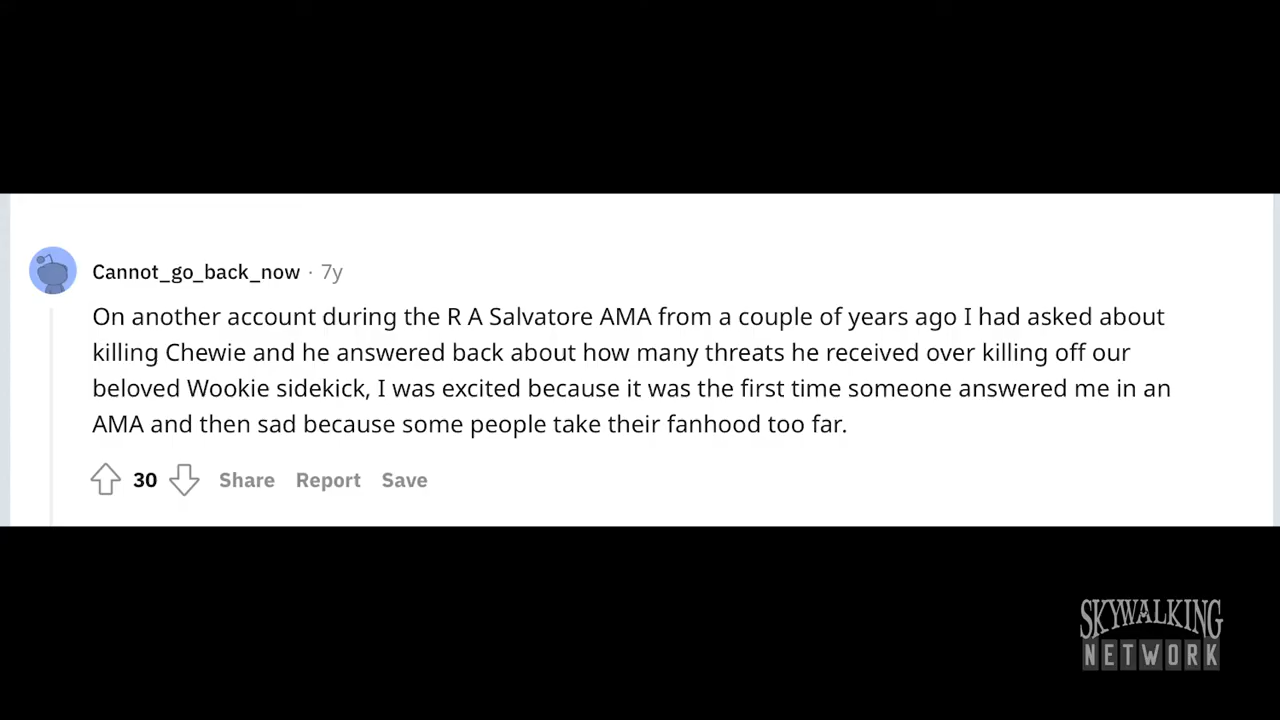 Cannot_go_back_now · 7y
On another account during the R A Salvatore AMA from a couple of years ago I had asked about
killing Chewie and he answered back about how many threats he received over killing off our
beloved Wookie sidekick, I was excited because it was the first time someone answered me in an
AMA and then sad because some people take their fanhood too far.
30 Share Report Save
SKYWALKING
NETWORK